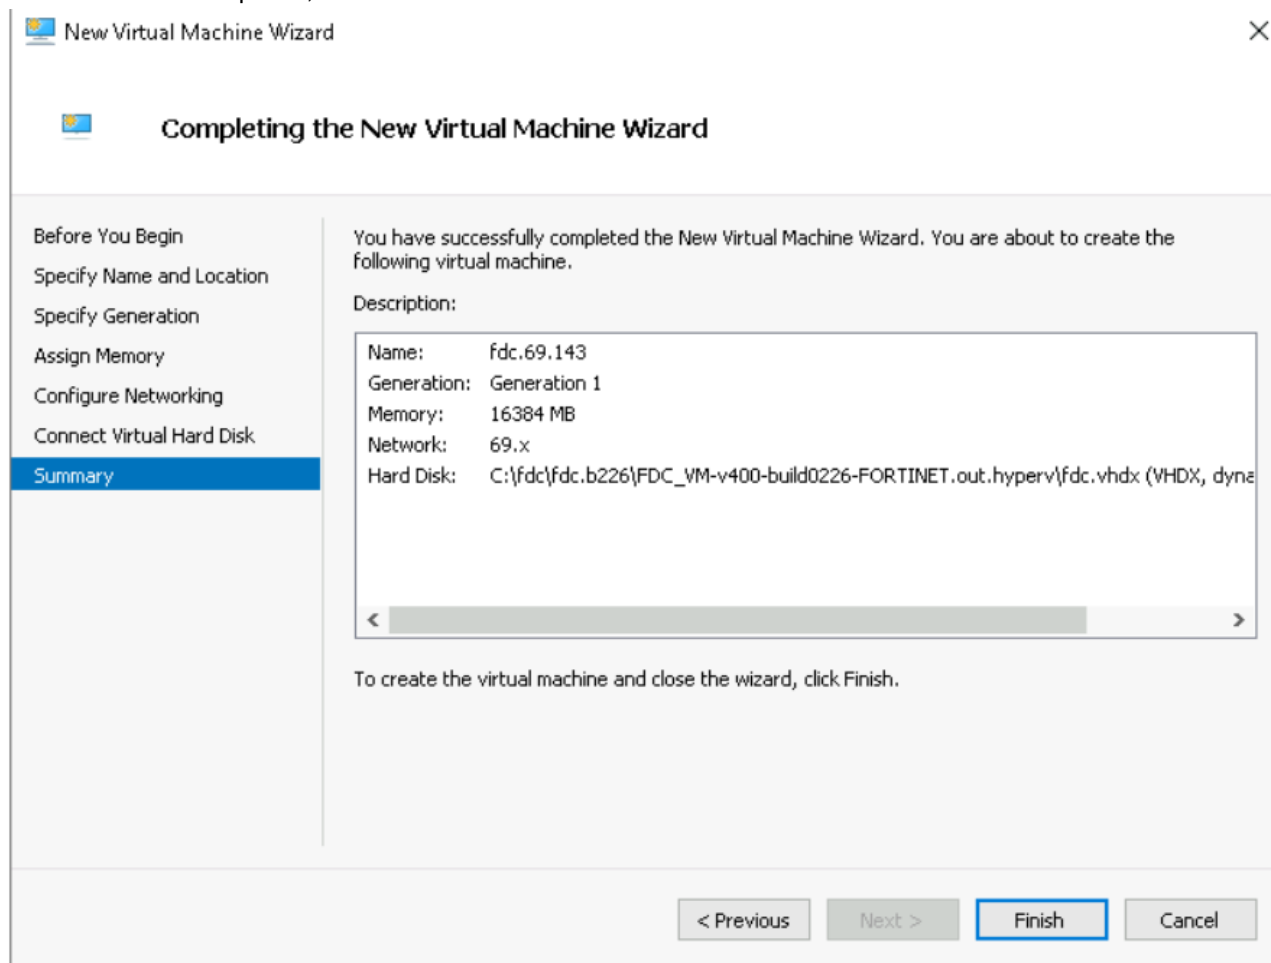 New Virtual Machine Wizard
Completing the New Virtual Machine Wizard
Before You Begin
Specify Name and Location
Specify Generation
Assign Memory
Configure Networking
Connect Virtual Hard Disk
Summary
You have successfully completed the New Virtual Machine Wizard. You are about to create the
following virtual machine.
Description:
Name: fdc.69.143
Generation: Generation 1
Memory: 16384 MB
Network: 69.x
Hard Disk: C:\fdc\fdc.b226\FDC_VM-v400-build0226-FORTINET.out.hyperv\fdc.vhdx (VHDX, dyna
To create the virtual machine and close the wizard, click Finish.
< Previous
Next >
Finish
Cancel